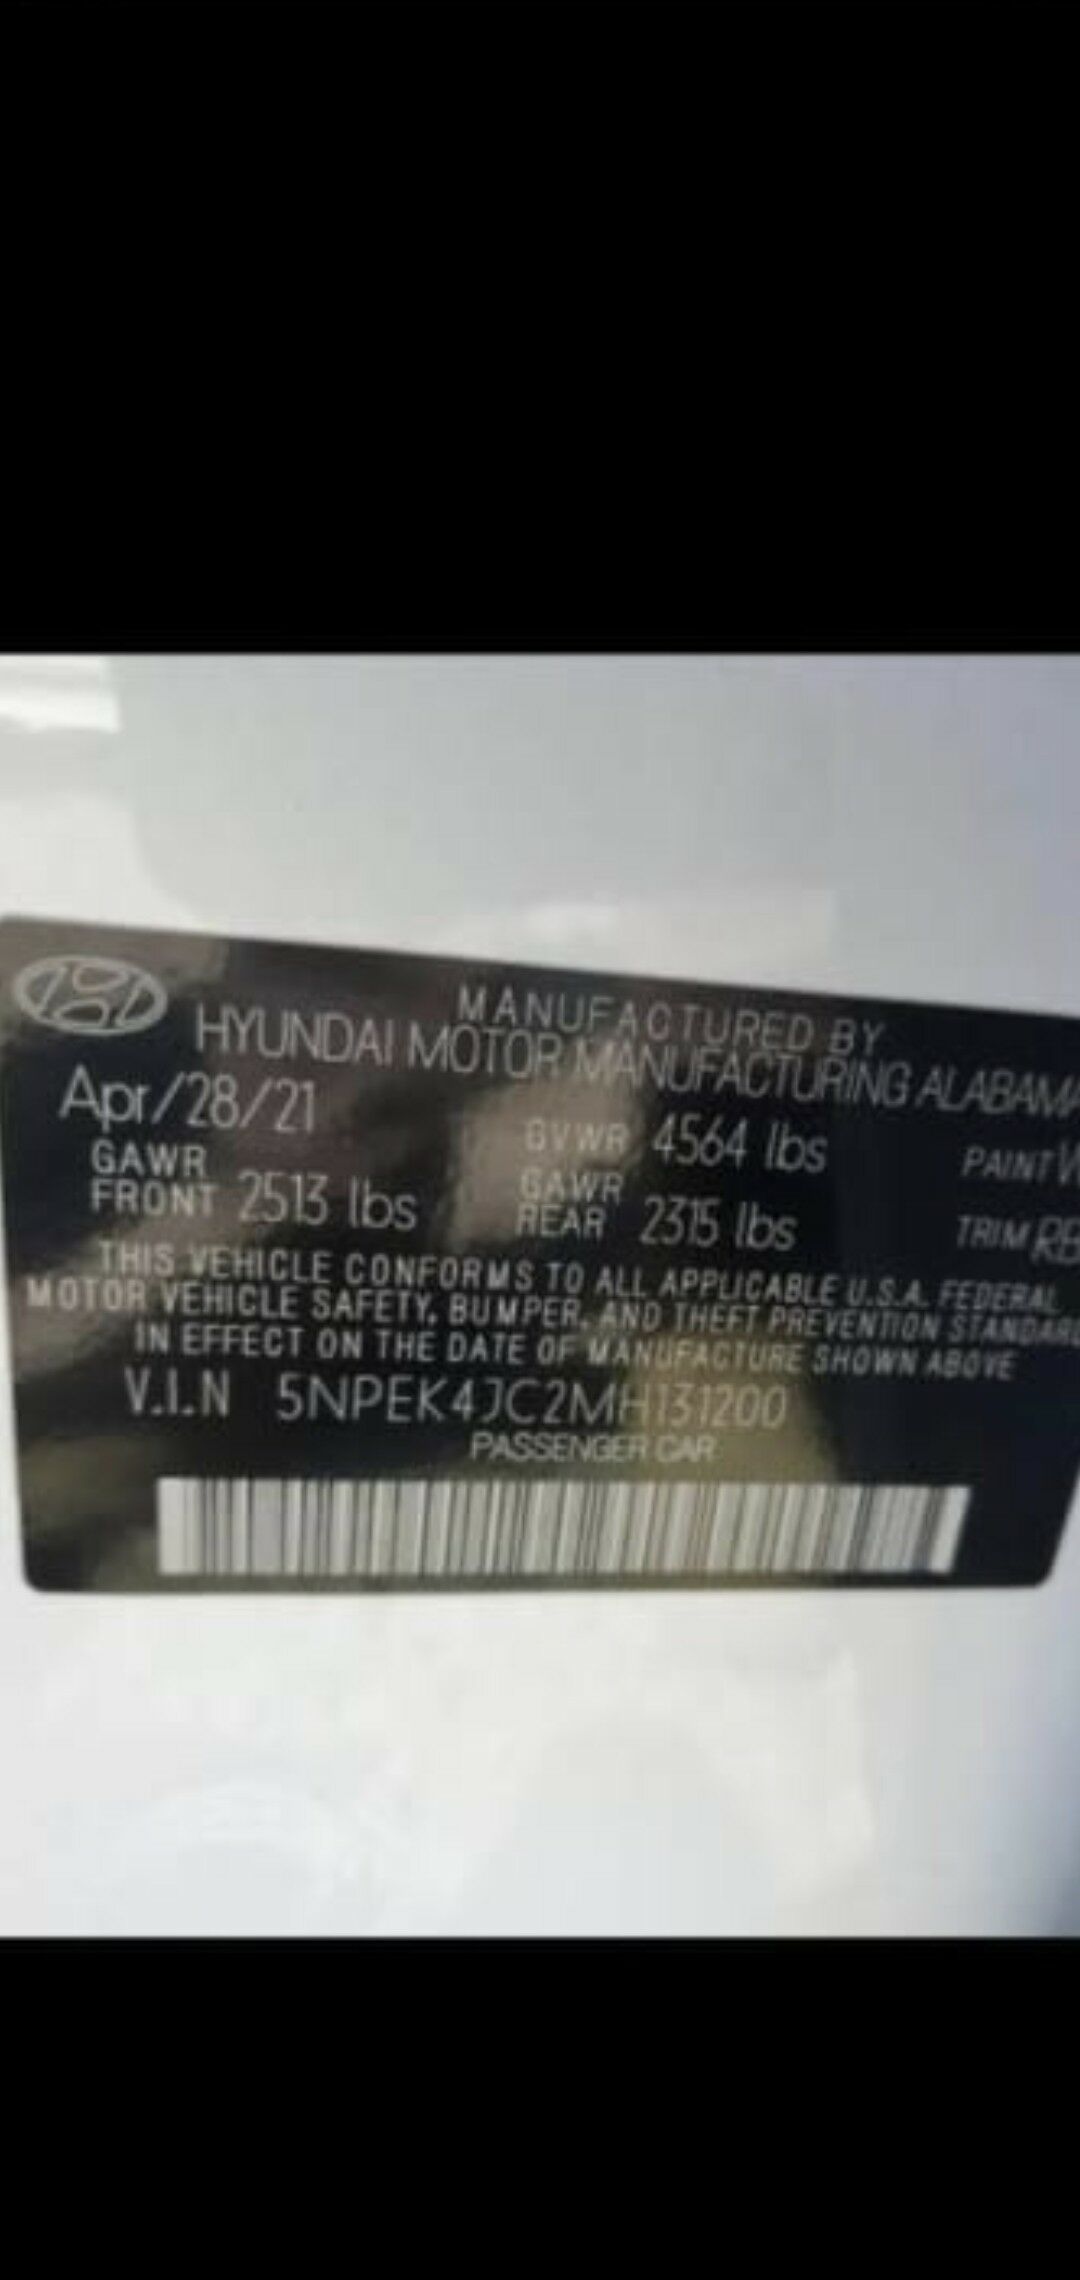 MANUFACTURED BY
HYUNDAI MOTOR MANUFACTURING ALABAMA
Apr/28/21
GVWR 4564 lbs
PAINT
GAWR FRONT 2513 lbs
GAWR REAR 2315 lbs
TRIM RB
THIS VEHICLE CONFORMS TO ALL APPLICABLE U.S.A. FEDERAL
MOTOR VEHICLE SAFETY, BUMPER, AND THEFT PREVENTION STANDARD
IN EFFECT ON THE DATE OF MANUFACTURE SHOWN ABOVE
V.I.N 5NPEK4JC2MH131200
PASSENGER CAR